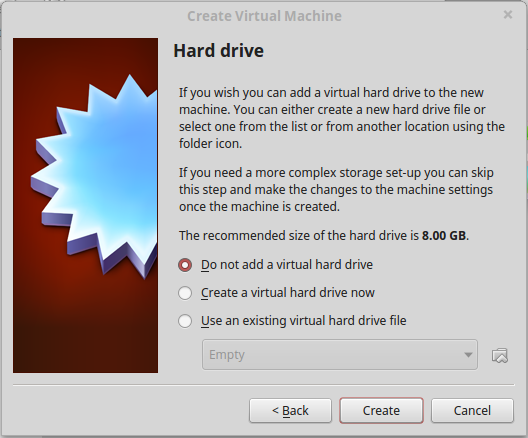 Create Virtual Machine
Hard drive
If you wish you can add a virtual hard drive to the new
machine. You can either create a new hard drive file or
select one from the list or from another location using the
folder icon.
If you need a more complex storage set-up you can skip
this step and make the changes to the machine settings
once the machine is created.
The recommended size of the hard drive is 8.00 GB.
Do not add a virtual hard drive
Create a virtual hard drive now
Use an existing virtual hard drive file
Empty
< Back
Create
Cancel